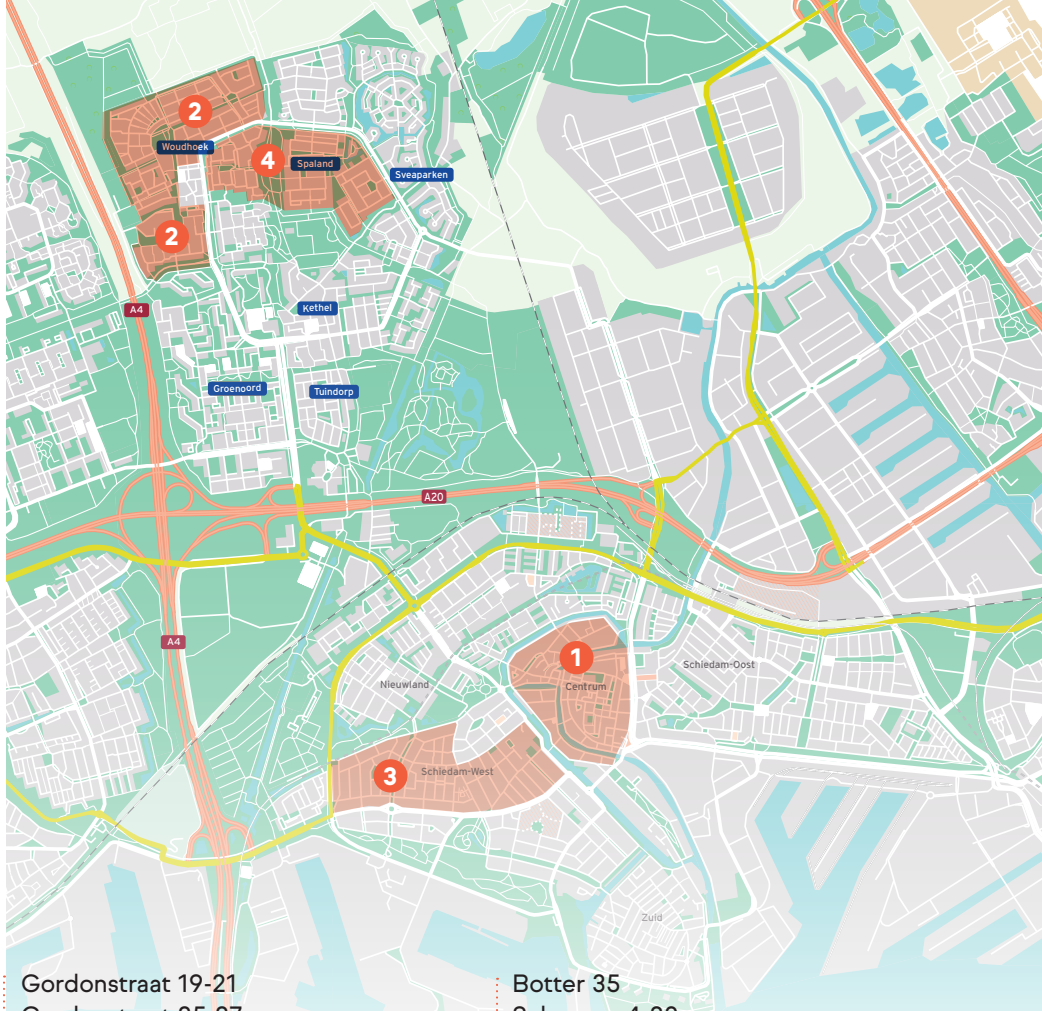 2
Woudhoek
4
Spaland
Sveaparken
2
A4
Kethel
Groenoord
Tuindorp
A20
A4
1
Centrum
Schiedam-Oost
Nieuwland
3
Schiedam-West
Zuid
Gordonstraat 19-21
Botter 35